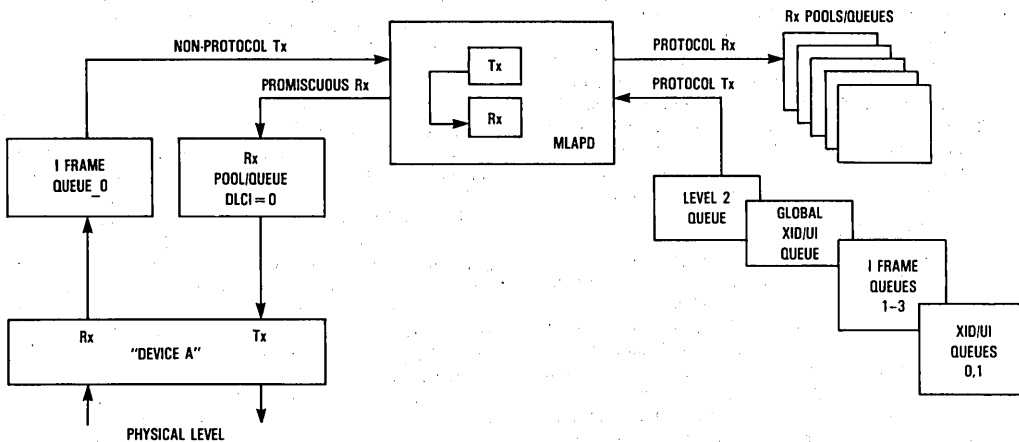 Rx POOLS/QUEUES
NON-PROTOCOL Tx
PROTOCOL Rx
PROMISCUOUS Rx
PROTOCOL Tx
Tx
Rx
MLAPD
I FRAME
QUEUE_0
Rx
POOL/QUEUE
DLCI = 0
LEVEL 2
QUEUE
GLOBAL
XID/UI
QUEUE
I FRAME
QUEUES
1-3
XID/UI
QUEUES
0,1
Rx
Tx
"DEVICE A"
PHYSICAL LEVEL